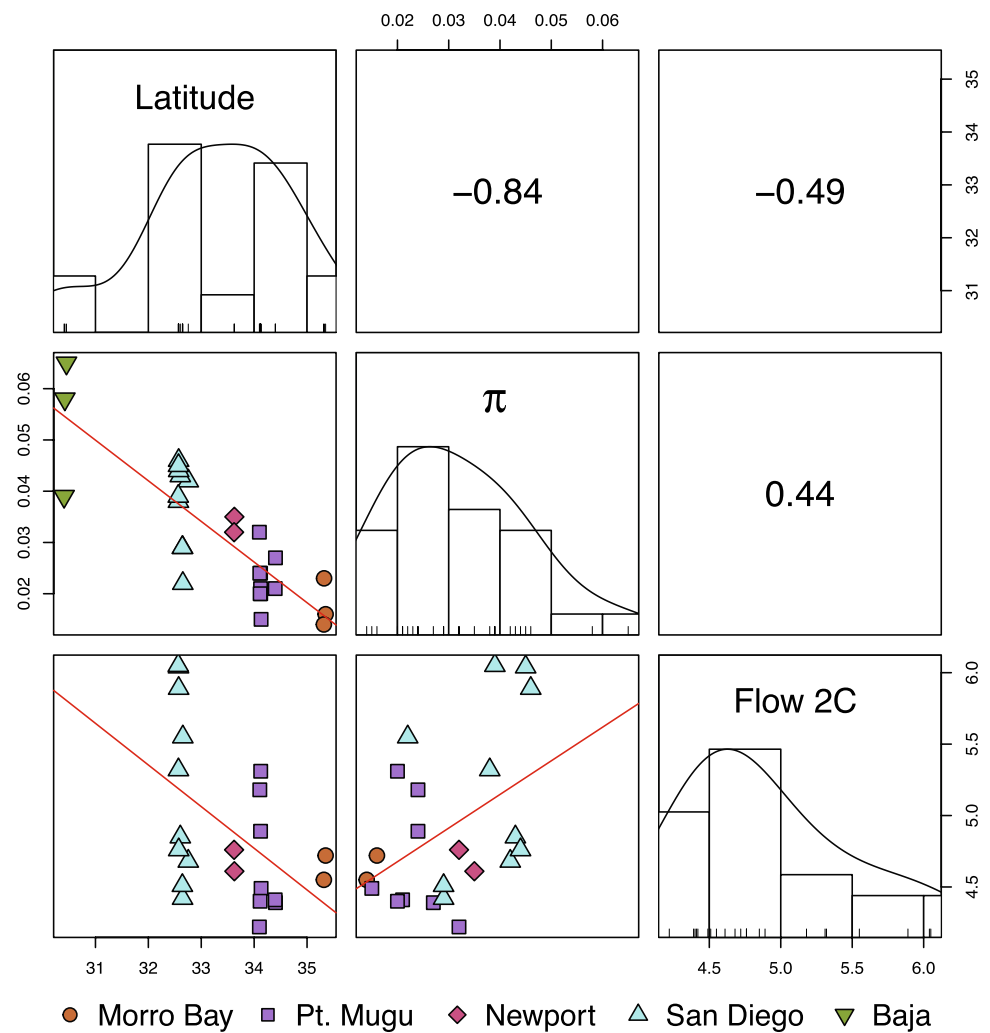 0.02 0.03 0.04 0.05 0.06
Latitude
−0.84
−0.49
35
34
33
32
31
0.06
0.05
0.04
0.03
0.02
π
0.44
Flow 2C
6.0
5.5
5.0
4.5
31 32 33 34 35
4.5 5.0 5.5 6.0
Morro Bay Pt. Mugu Newport San Diego Baja